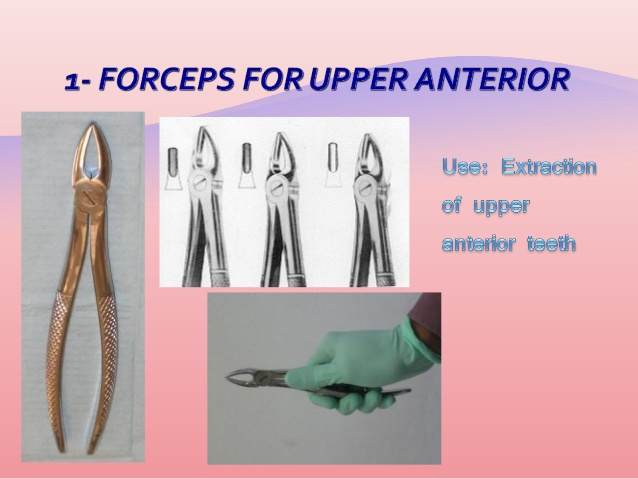 1- FORCEPS FOR UPPER ANTERIOR
Use: Extraction
of upper
anterior teeth